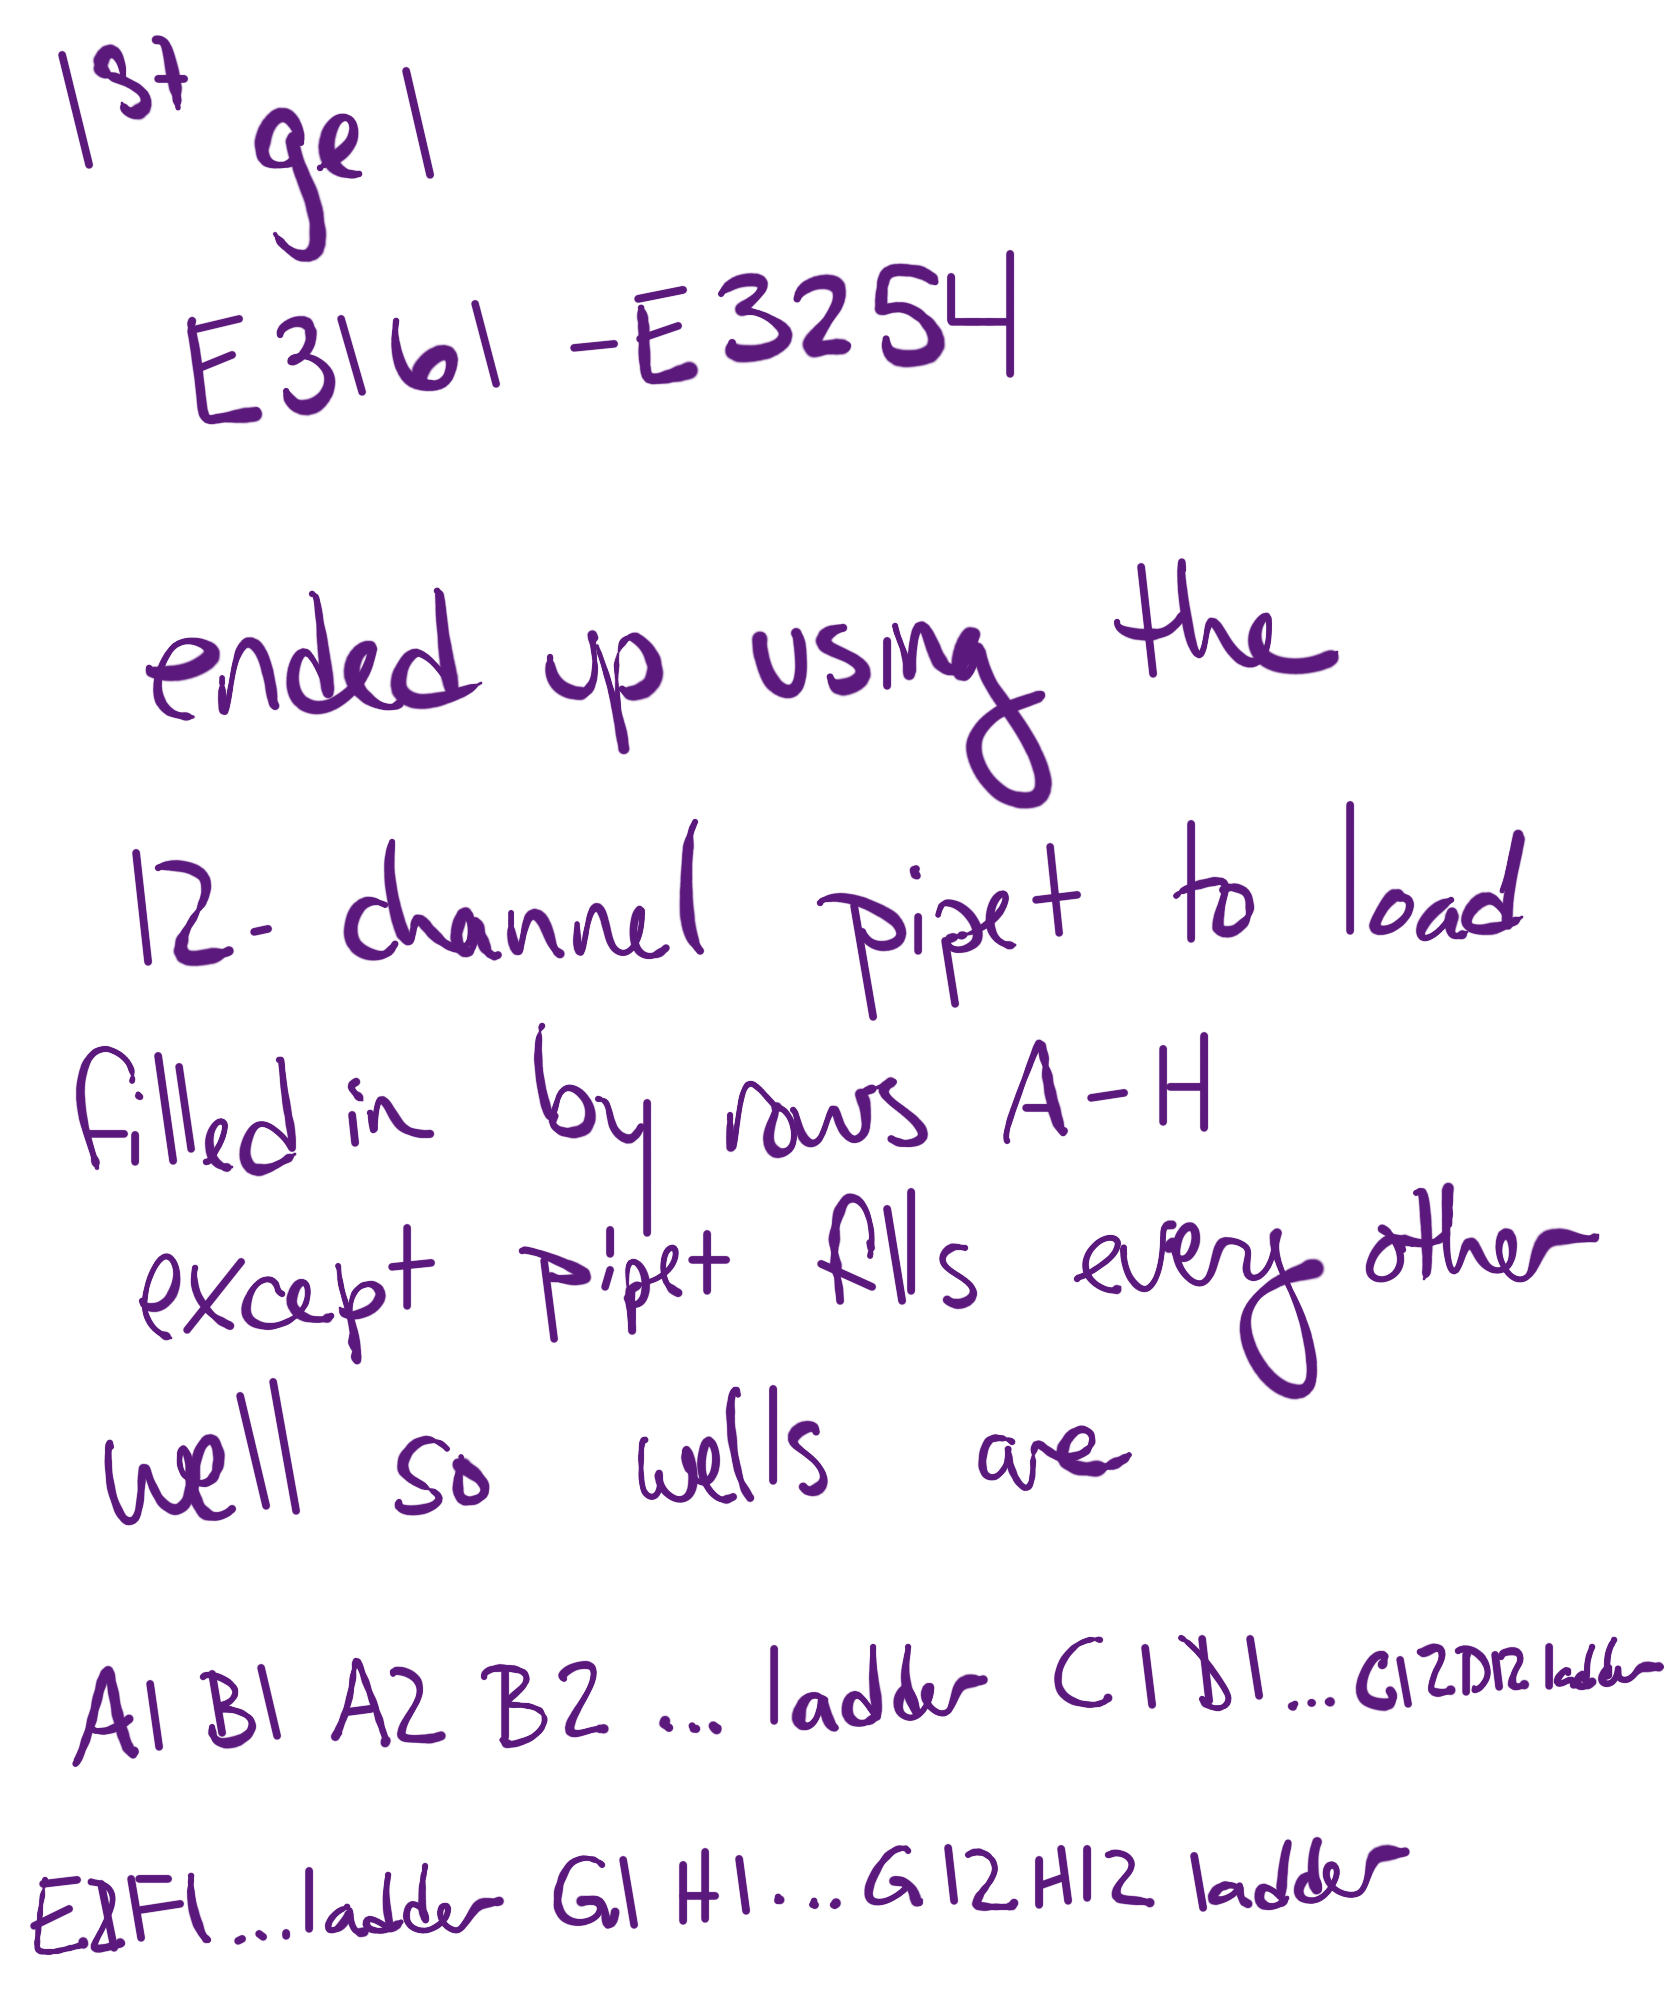 1st gel
E3161 - E3254
ended up using the
12-channel pipet to load
filled in by rows A-H
except pipet fills every other
well so wells are
A1 B1 A2 B2 ... ladder C1 D1 ... C12 D12 ladder
E1 F1 ... ladder G1 H1 ... G12 H12 ladder